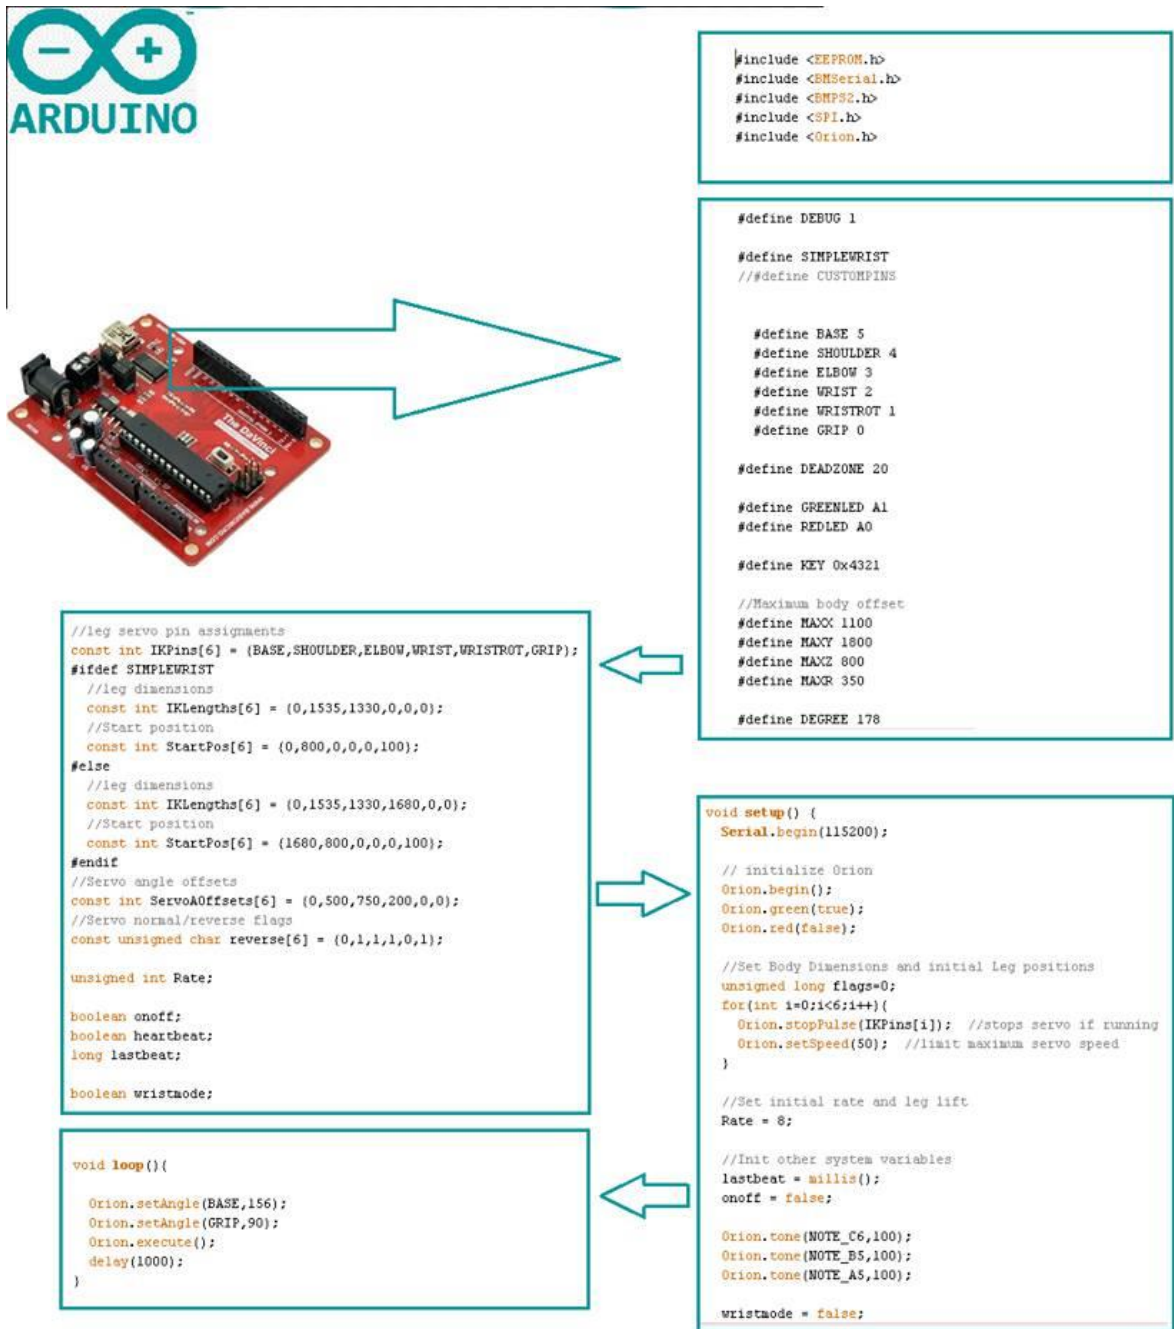 ARDUINO
#include <EEPROM.h>
#include <BMSerial.h>
#include <BMPS2.h>
#include <SPI.h>
#include <Orion.h>
#define DEBUG 1
#define SIMPLEWRIST
//#define CUSTOMPINS
#define BASE 5
#define SHOULDER 4
#define ELBOW 3
#define WRIST 2
#define WRISTROT 1
#define GRIP 0
#define DEADZONE 20
#define GREENLED A1
#define REDLED A0
#define KEY 0x4321
//Maximum body offset
#define MAXX 1100
#define MAXY 1800
#define MAXZ 800
#define MAXR 350
#define DEGREE 178
The DaVinci
//leg servo pin assignments
const int IKPins[6] = {BASE,SHOULDER,ELBOW,WRIST,WRISTROT,GRIP};
#ifdef SIMPLEWRIST
//leg dimensions
const int IKLengths[6] = {0,1535,1330,0,0,0};
//Start position
const int StartPos[6] = {0,800,0,0,0,100};
#else
//leg dimensions
const int IKLengths[6] = {0,1535,1330,1680,0,0};
//Start position
const int StartPos[6] = {1680,800,0,0,0,100};
#endif
//Servo angle offsets
const int ServoAOffsets[6] = {0,500,750,200,0,0};
//Servo normal/reverse flags
const unsigned char reverse[6] = {0,1,1,1,0,1};
unsigned int Rate;
boolean onoff;
boolean heartbeat;
long lastbeat;
boolean wristmode;
void setup() {
Serial.begin(115200);
// initialize Orion
Orion.begin();
Orion.green(true);
Orion.red(false);
//Set Body Dimensions and initial Leg positions
unsigned long flags=0;
for(int i=0;i<6;i++){
Orion.stopPulse(IKPins[i]); //stops servo if running
Orion.setSpeed(50); //limit maximum servo speed
}
//Set initial rate and leg lift
Rate = 8;
//Init other system variables
lastbeat = millis();
onoff = false;
Orion.tone(NOTE_C6,100);
Orion.tone(NOTE_B5,100);
Orion.tone(NOTE_A5,100);
wristmode = false;
void loop(){
Orion.setAngle(BASE,156);
Orion.setAngle(GRIP,90);
Orion.execute();
delay(1000);
}